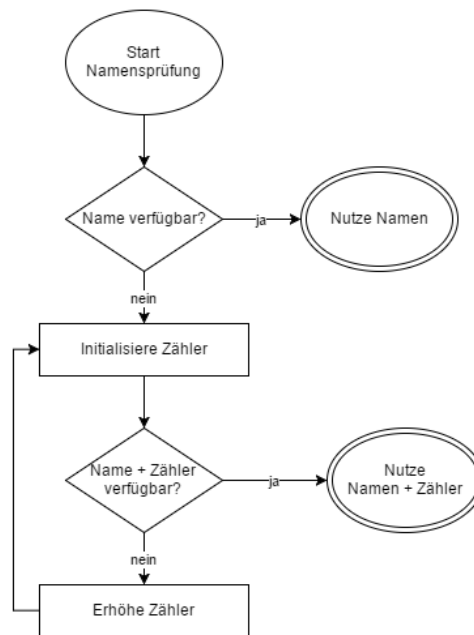 Start
Namensprüfung
Name verfügbar?
ja
Nutze Namen
nein
Initialisiere Zähler
Name + Zähler
verfügbar?
ja
Nutze
Namen + Zähler
nein
Erhöhe Zähler